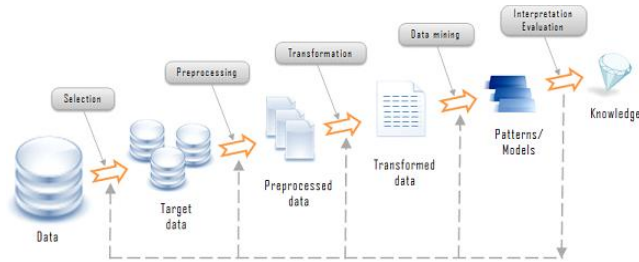 Interpretation
Evaluation
Data mining
Transformation
Preprocessing
Selection
Knowledge
Patterns/
Models
Transformed
data
Preprocessed
data
Target
data
Data